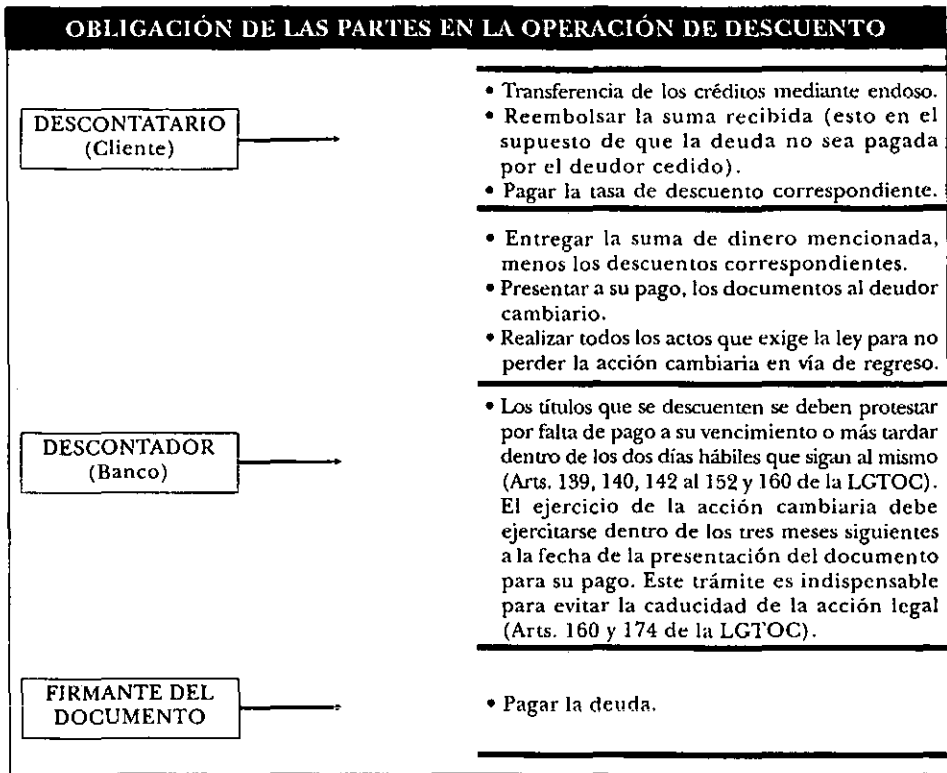 OBLIGACIÓN DE LAS PARTES EN LA OPERACIÓN DE DESCUENTO
DESCONTATARIO
(Cliente)
• Transferencia de los créditos mediante endoso.
• Reembolsar la suma recibida (esto en el
supuesto de que la deuda no sea pagada
por el deudor cedido).
• Pagar la tasa de descuento correspondiente.
• Entregar la suma de dinero mencionada,
menos los descuentos correspondientes.
• Presentar a su pago, los documentos al deudor
cambiario.
• Realizar todos los actos que exige la ley para no
perder la acción cambiaria en vía de regreso.
DESCONTADOR
(Banco)
• Los títulos que se descuenten se deben protestar
por falta de pago a su vencimiento o más tardar
dentro de los dos días hábiles que sigan al mismo
(Arts. 139, 140, 142 al 152 y 160 de la LGTOC).
El ejercicio de la acción cambiaria debe
ejercitarse dentro de los tres meses siguientes
a la fecha de la presentación del documento
para su pago. Este trámite es indispensable
para evitar la caducidad de la acción legal
(Arts. 160 y 174 de la LGTOC).
FIRMANTE DEL
DOCUMENTO
• Pagar la deuda.